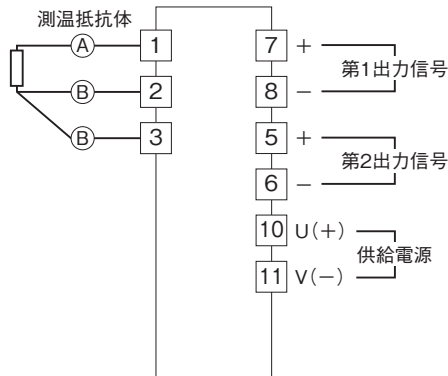 測温抵抗体
A 1
B 2
B 3
7 +
8 −
第1出力信号
5 +
6 −
第2出力信号
10 U(+)
11 V(−)
供給電源